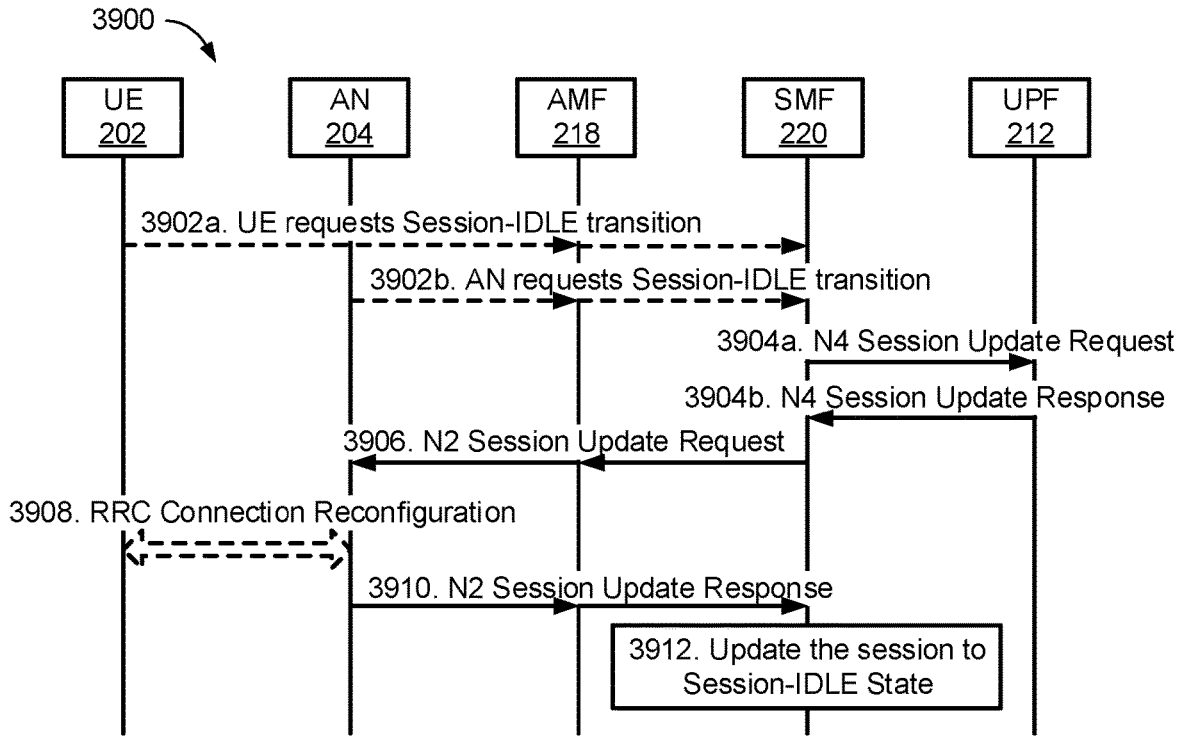 3900
UE
202
AN
204
AMF
218
SMF
220
UPF
212
3902a. UE requests Session-IDLE transition
3902b. AN requests Session-IDLE transition
3904a. N4 Session Update Request
3904b. N4 Session Update Response
3906. N2 Session Update Request
3908. RRC Connection Reconfiguration
3910. N2 Session Update Response
3912. Update the session to
Session-IDLE State